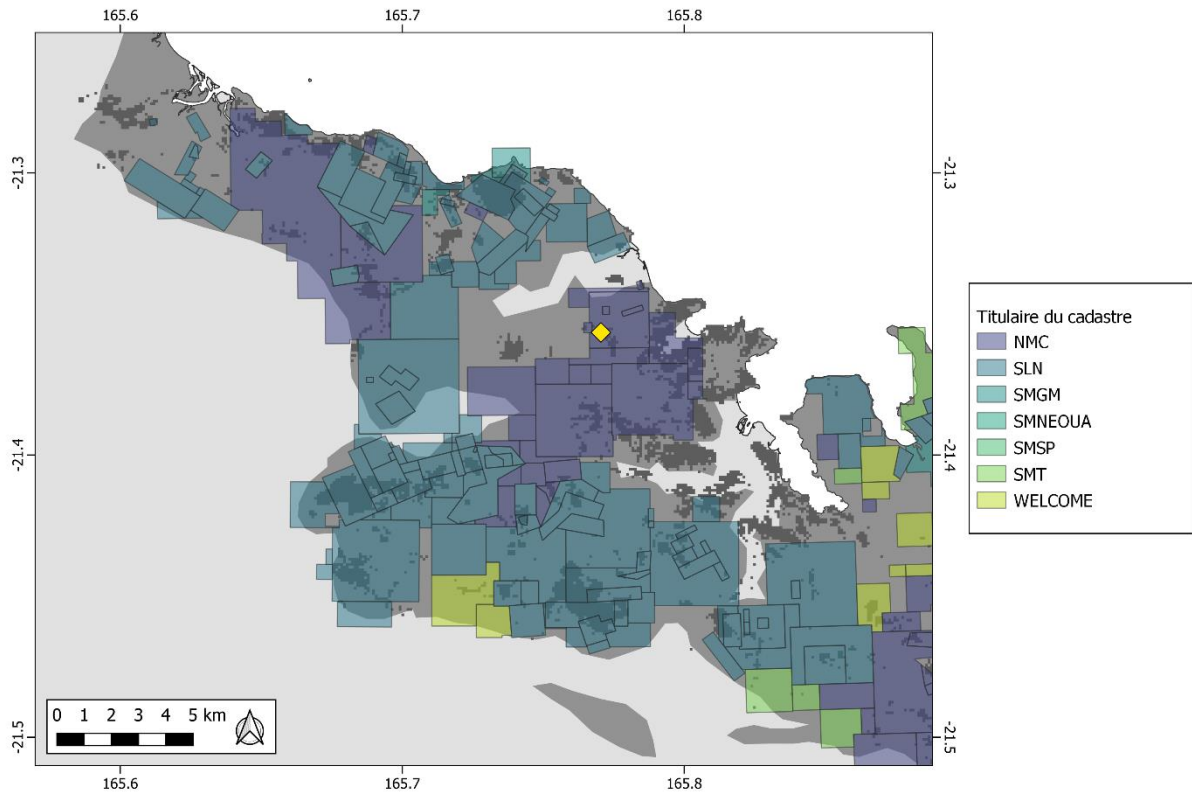 165.6 165.7 165.8
-21.3 -21.3
-21.4 -21.4
-21.5 -21.5
Titulaire du cadastre
NMC
SLN
SMGM
SMNEOUA
SMSP
SMT
WELCOME
0 1 2 3 4 5 km
165.6 165.7 165.8